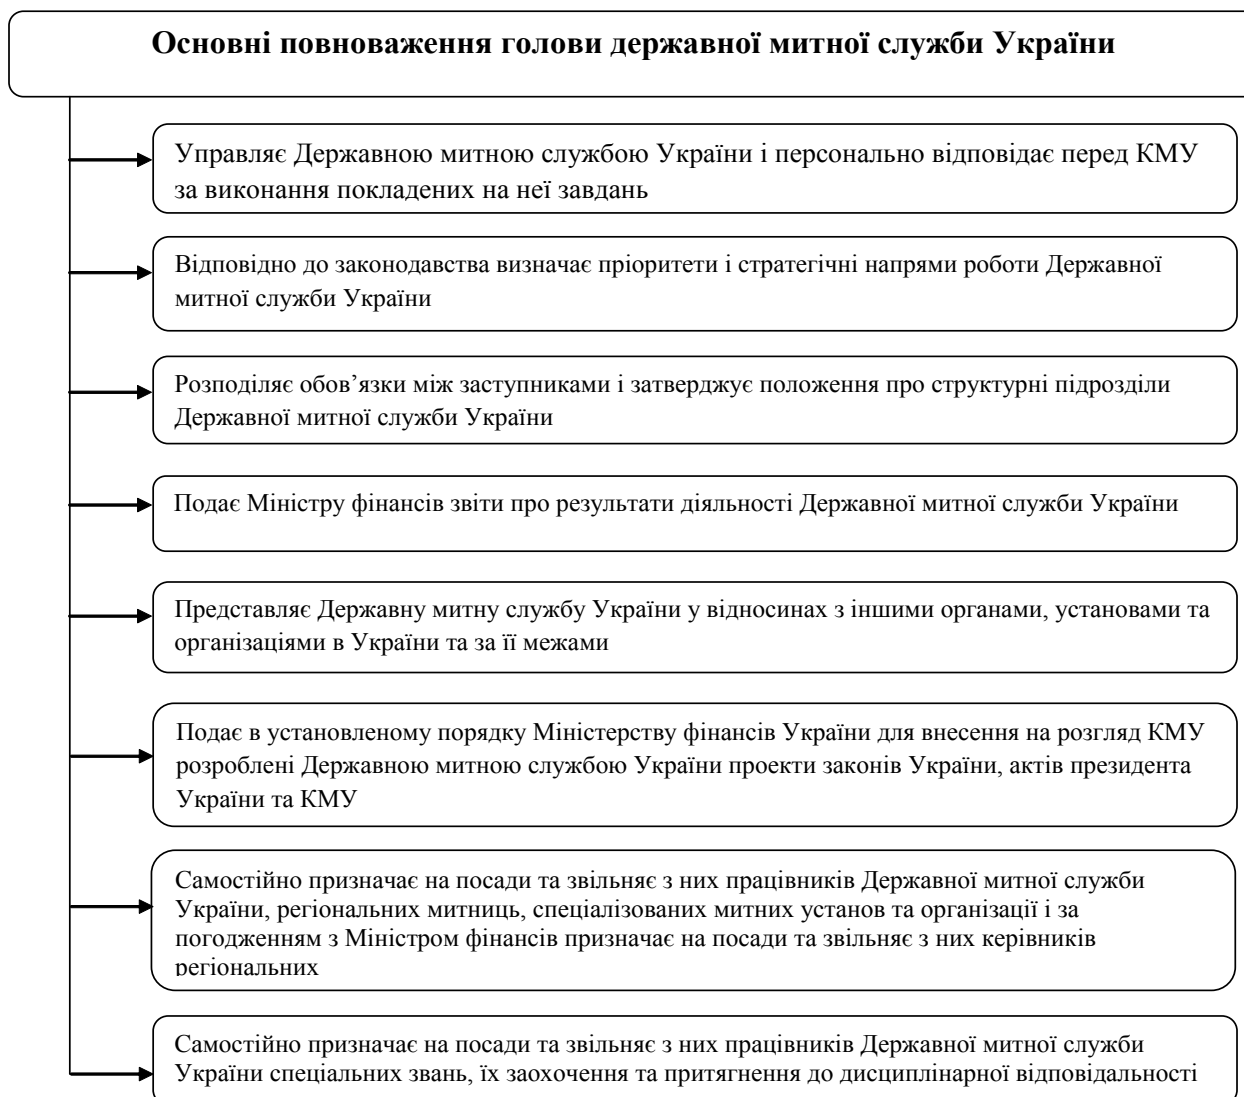 Основні повноваження голови державної митної служби України
Управляє Державною митною службою України і персонально відповідає перед КМУ
за виконання покладених на неї завдань
Відповідно до законодавства визначає пріоритети і стратегічні напрями роботи Державної
митної служби України
Розподіляє обов’язки між заступниками і затверджує положення про структурні підрозділи
Державної митної служби України
Подає Міністру фінансів звіти про результати діяльності Державної митної служби України
Представляє Державну митну службу України у відносинах з іншими органами, установами та
організаціями в Україні та за її межами
Подає в установленому порядку Міністерству фінансів України для внесення на розгляд КМУ
розроблені Державною митною службою України проекти законів України, актів президента
України та КМУ
Самостійно призначає на посади та звільняє з них працівників Державної митної служби
України, регіональних митниць, спеціалізованих митних установ та організації і за
погодженням з Міністром фінансів призначає на посади та звільняє з них керівників
регіональних
Самостійно призначає на посади та звільняє з них працівників Державної митної служби
України спеціальних звань, їх заохочення та притягнення до дисциплінарної відповідальності